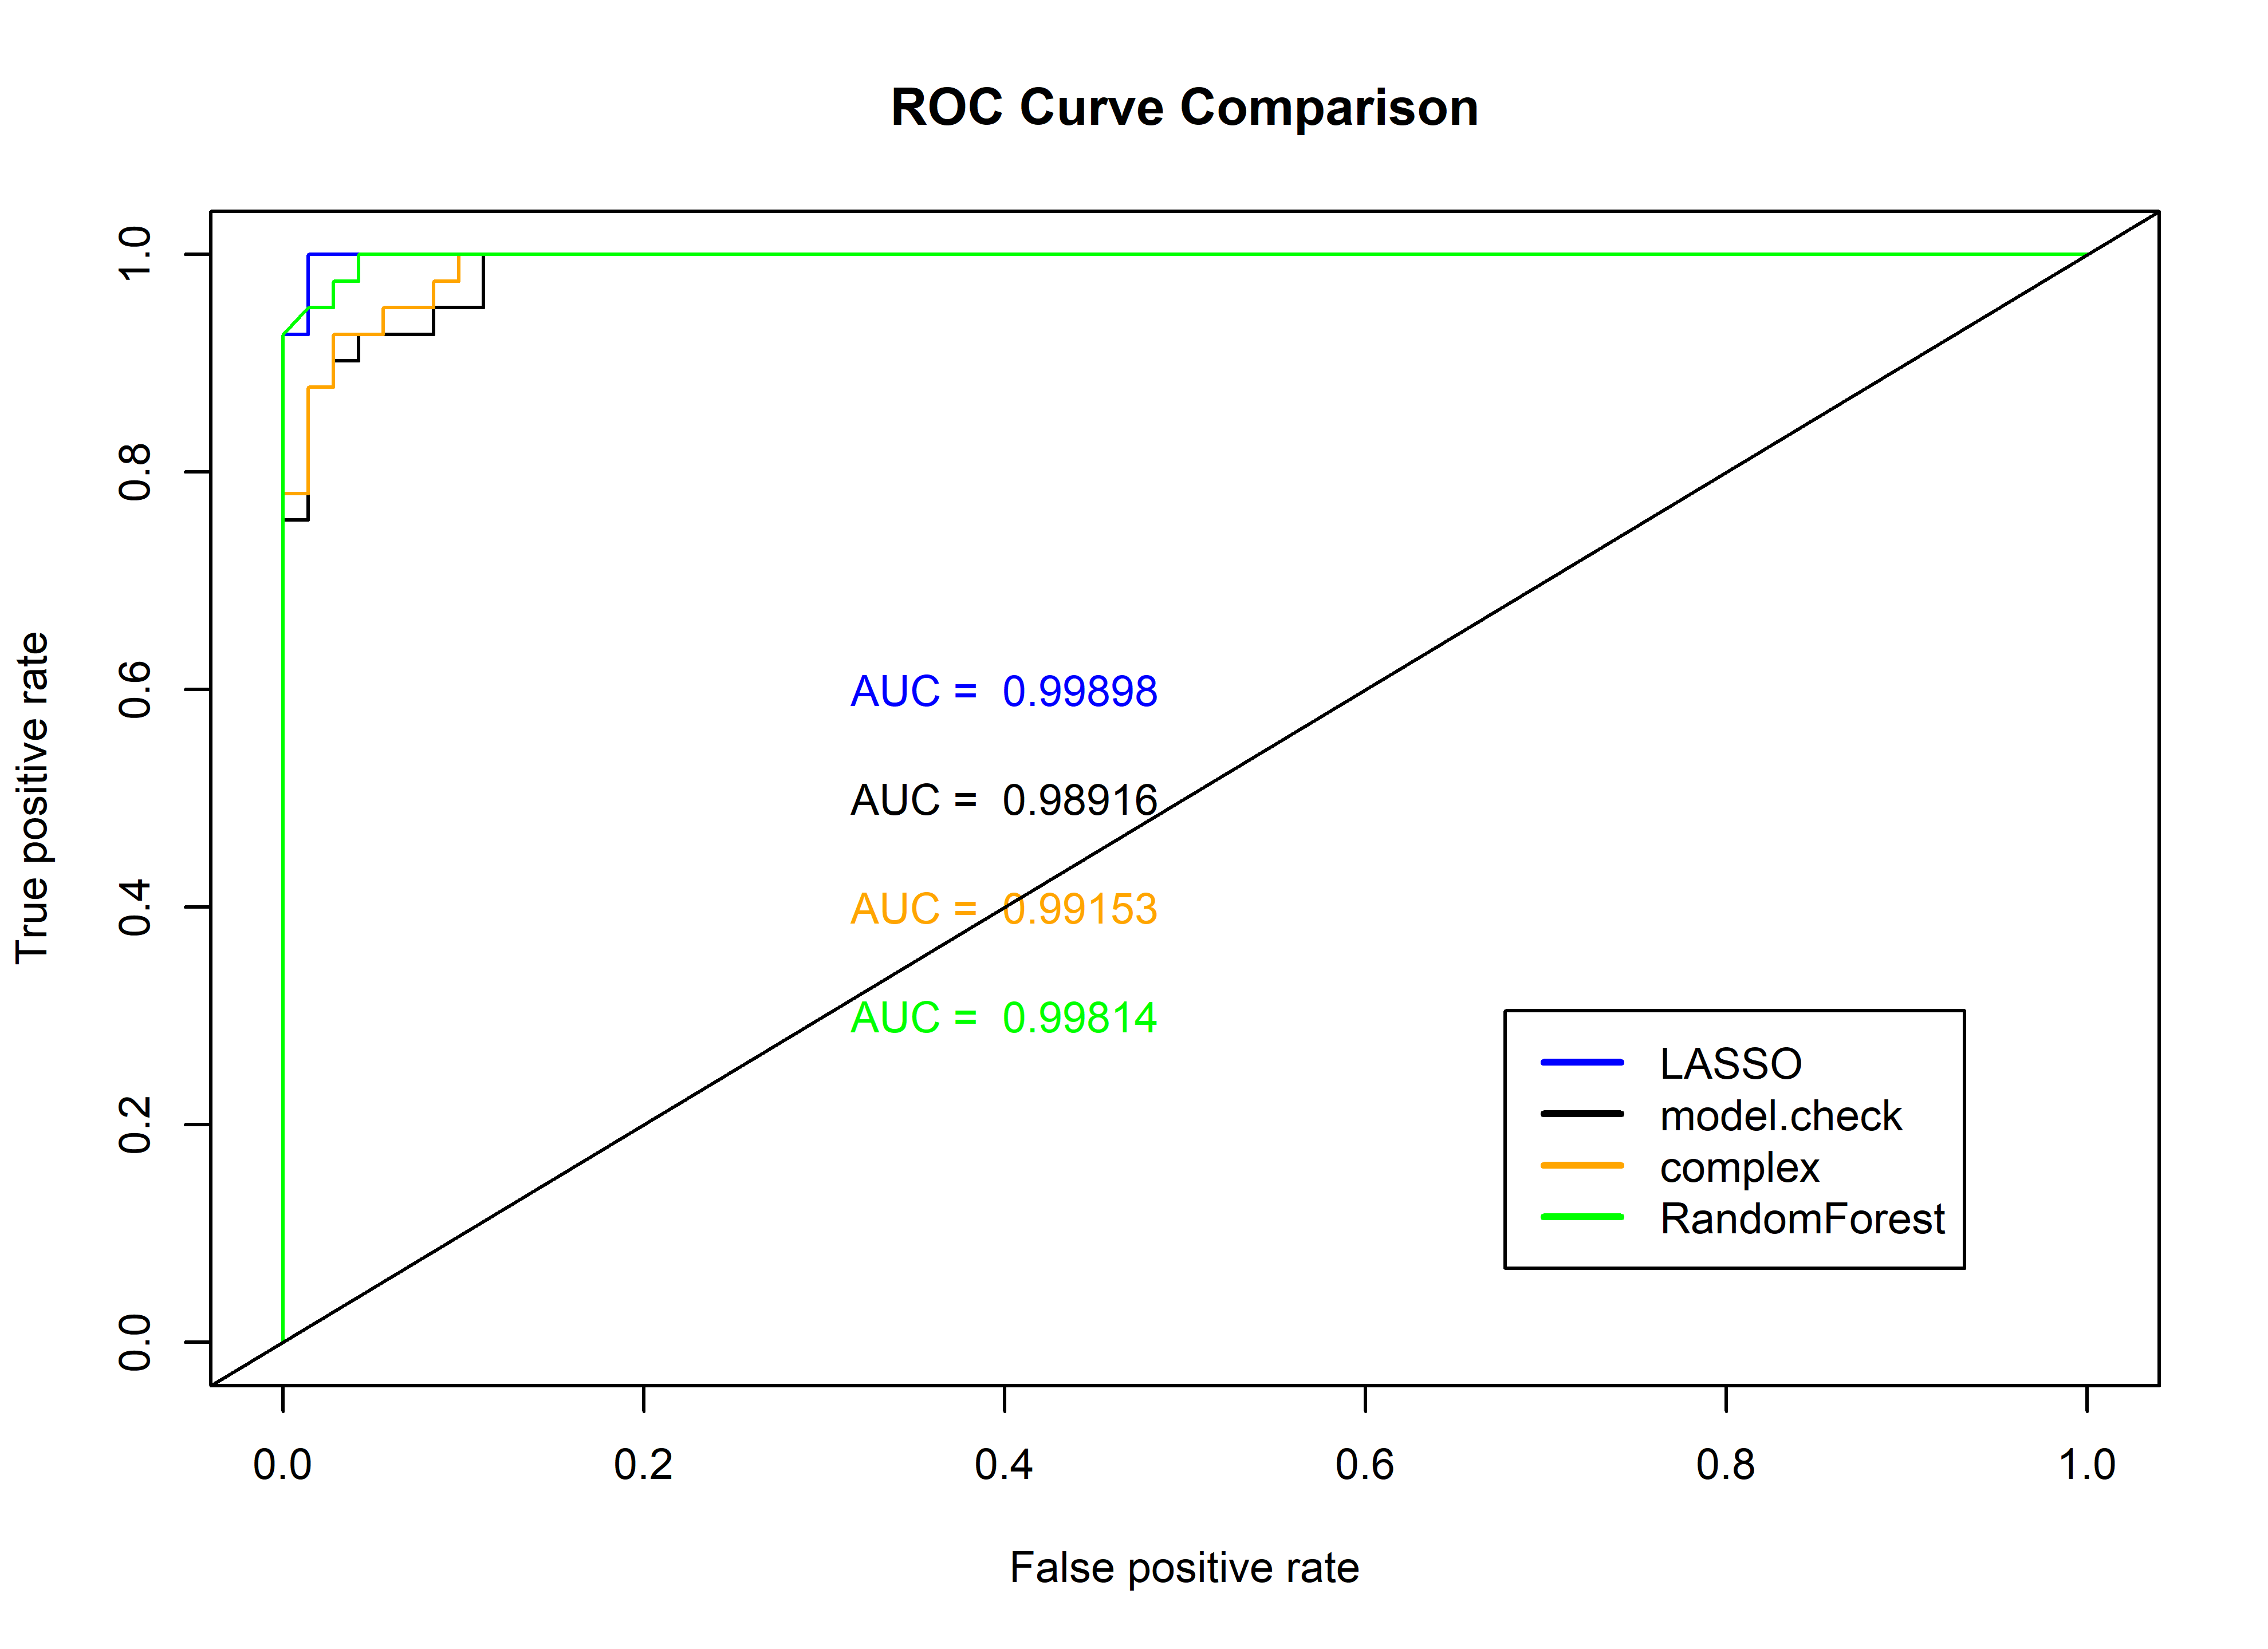 ROC Curve Comparison
True positive rate
1.0
0.8
0.6
0.4
0.2
0.0
AUC = 0.99898
AUC = 0.98916
AUC = 0.99153
AUC = 0.99814
LASSO
model.check
complex
RandomForest
0.0 0.2 0.4 0.6 0.8 1.0
False positive rate